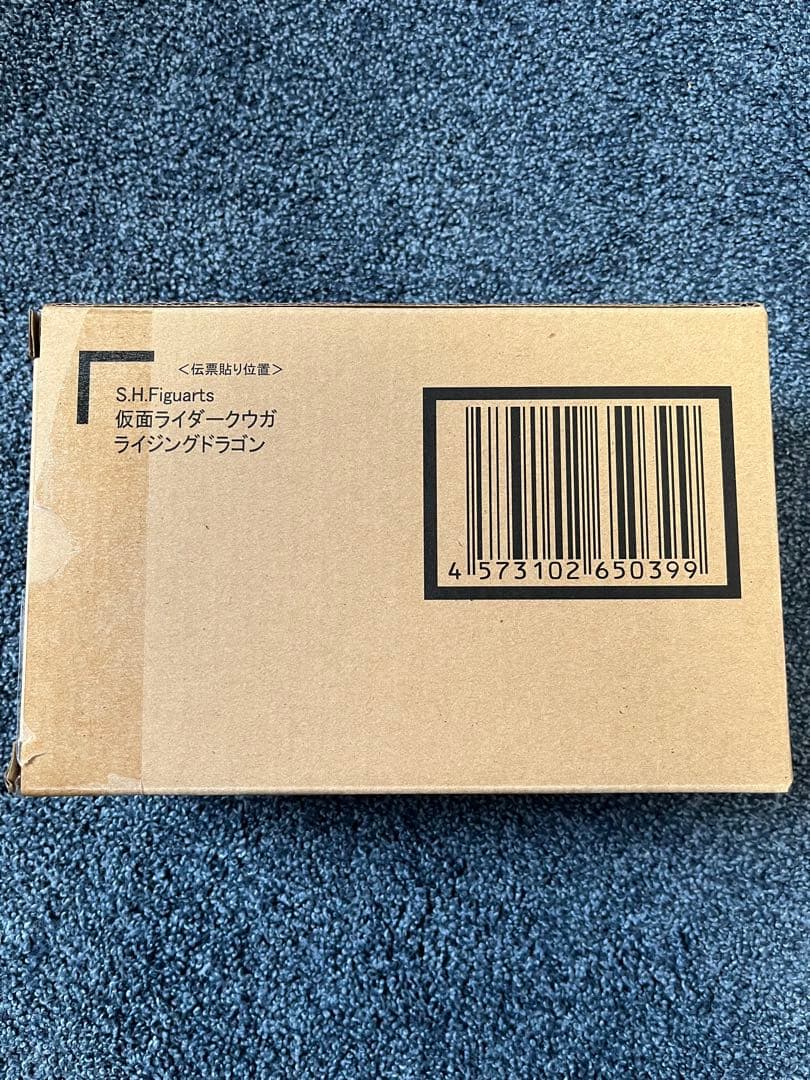 <伝票貼り位置>
S.H.Figuarts
仮面ライダークウガ
ライジングドラゴン
4 573102 650399